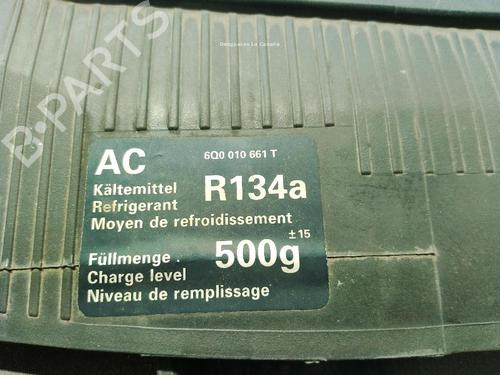 Desguaces La Cabaña
B-PARTS
AC 6Q0 010 661 T
Kältemittel
Refrigerant R134a
Moyen de refroidissement
Füllmenge . 500g ±15
Charge level
Niveau de remplissage